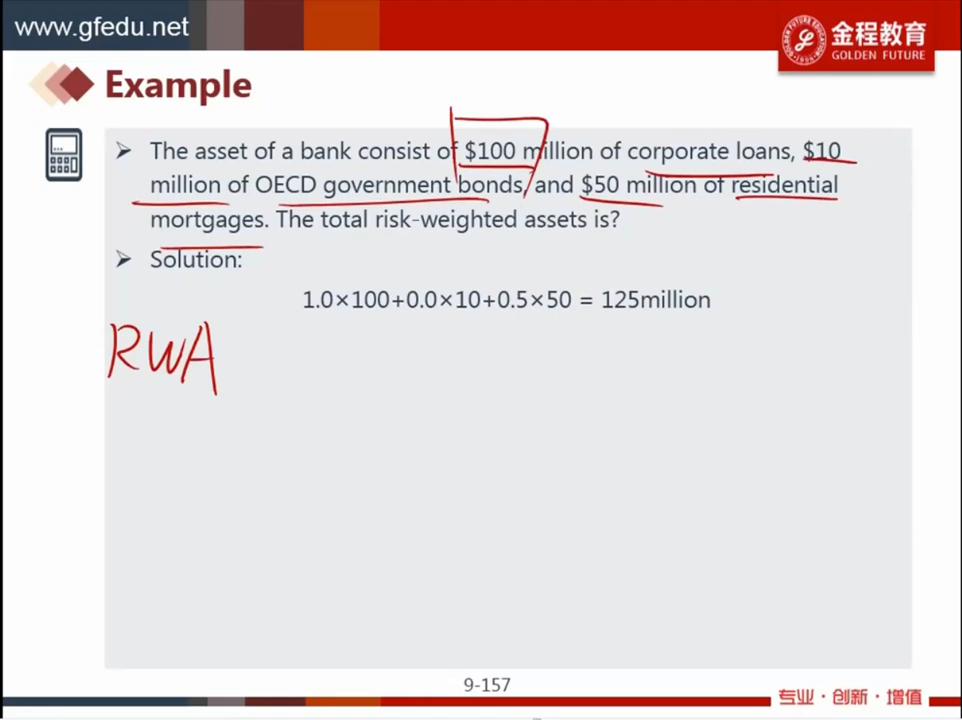 www.gfedu.net
金程教育
GOLDEN FUTURE
Example
➤ The asset of a bank consist of $100 million of corporate loans, $10
million of OECD government bonds, and $50 million of residential
mortgages. The total risk-weighted assets is?
➤ Solution:
1.0×100+0.0×10+0.5×50 = 125million
RWA
9-157
专业·创新·增值